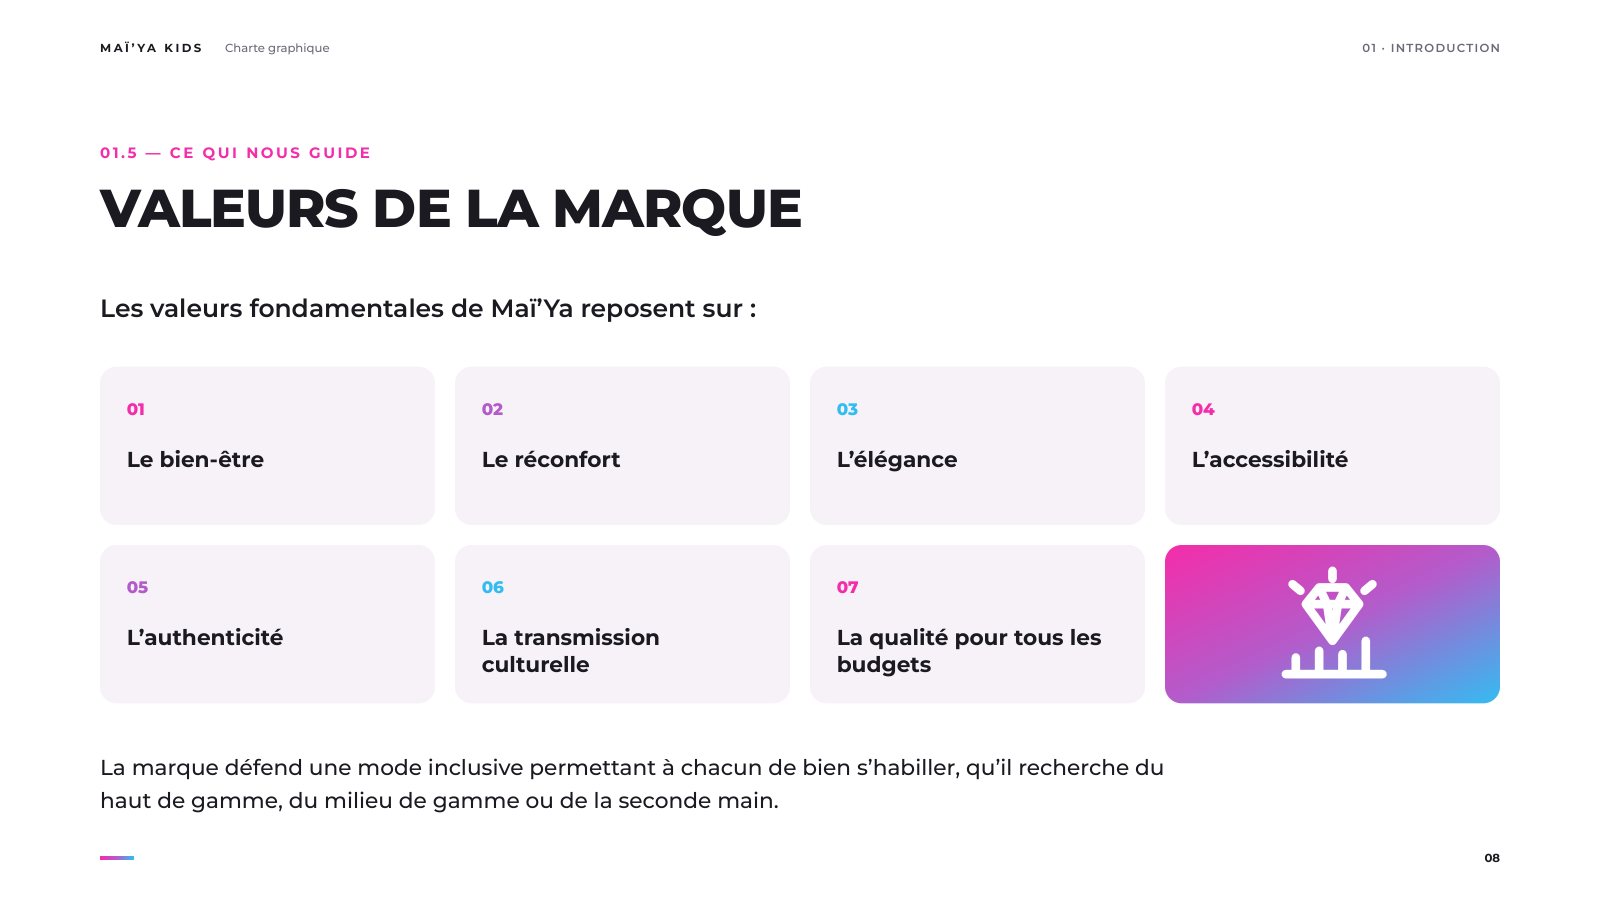 MAÏ’YA KIDS Charte graphique
01 · INTRODUCTION
01.5 — CE QUI NOUS GUIDE
VALEURS DE LA MARQUE
Les valeurs fondamentales de Maï’Ya reposent sur :
01
Le bien-être
02
Le réconfort
03
L’élégance
04
L’accessibilité
05
L’authenticité
06
La transmission
culturelle
07
La qualité pour tous les
budgets
La marque défend une mode inclusive permettant à chacun de bien s’habiller, qu’il recherche du
haut de gamme, du milieu de gamme ou de la seconde main.
08